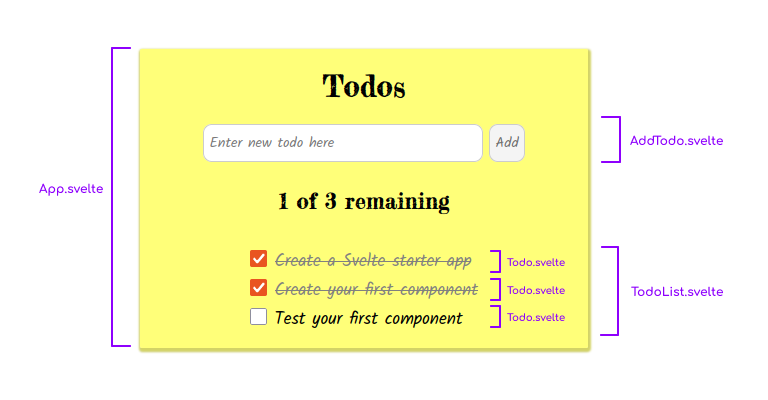 Todos
Enter new todo here
Add
AddTodo.svelte
App.svelte
1 of 3 remaining
Create a Svelte starter app
Todo.svelte
Create your first component
Todo.svelte
TodoList.svelte
Test your first component
Todo.svelte